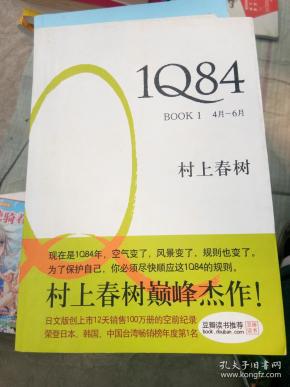 1Q84
BOOK 1 4月-6月
村上春树
现在是1Q84年，空气变了，风景变了，规则也变了。
为了保护自己，你必须尽快顺应这1Q84的规则。
村上春树巅峰杰作！
日文版创上市12天销售100万册的空前纪录
荣登日本、韩国、中国台湾畅销榜年度第1名
豆瓣读书推荐
book.douban.com
孔夫子旧书网